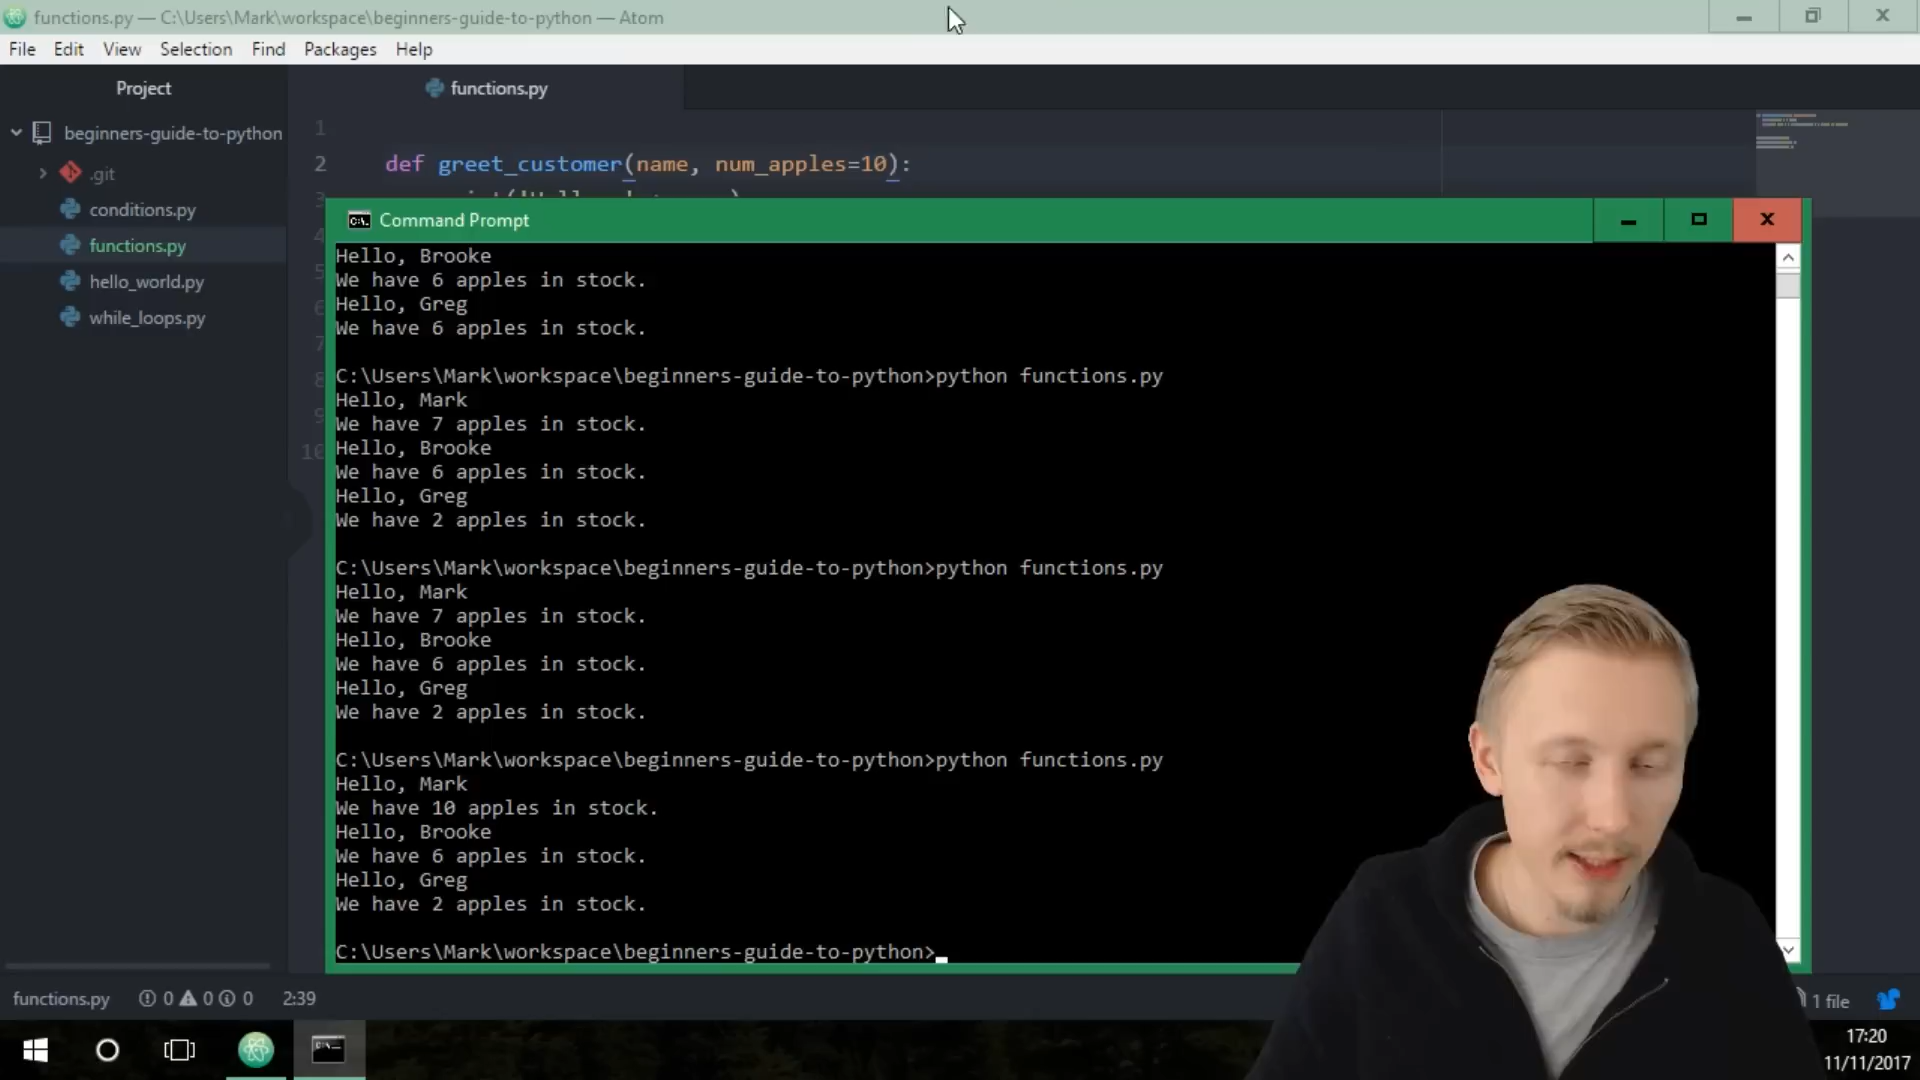 functions.py — C:\Users\Mark\workspace\beginners-guide-to-python — Atom
File Edit View Selection Find Packages Help
Project
functions.py
beginners-guide-to-python
.git
conditions.py
functions.py
hello_world.py
while_loops.py
1
2 def greet_customer(name, num_apples=10):
3
4
5
6
7
8
9
10
Command Prompt
Hello, Brooke
We have 6 apples in stock.
Hello, Greg
We have 6 apples in stock.
C:\Users\Mark\workspace\beginners-guide-to-python>python functions.py
Hello, Mark
We have 7 apples in stock.
Hello, Brooke
We have 6 apples in stock.
Hello, Greg
We have 2 apples in stock.
C:\Users\Mark\workspace\beginners-guide-to-python>python functions.py
Hello, Mark
We have 7 apples in stock.
Hello, Brooke
We have 6 apples in stock.
Hello, Greg
We have 2 apples in stock.
C:\Users\Mark\workspace\beginners-guide-to-python>python functions.py
Hello, Mark
We have 10 apples in stock.
Hello, Brooke
We have 6 apples in stock.
Hello, Greg
We have 2 apples in stock.
C:\Users\Mark\workspace\beginners-guide-to-python>
functions.py 0 0 0 2:39
1 file
17:20
11/11/2017